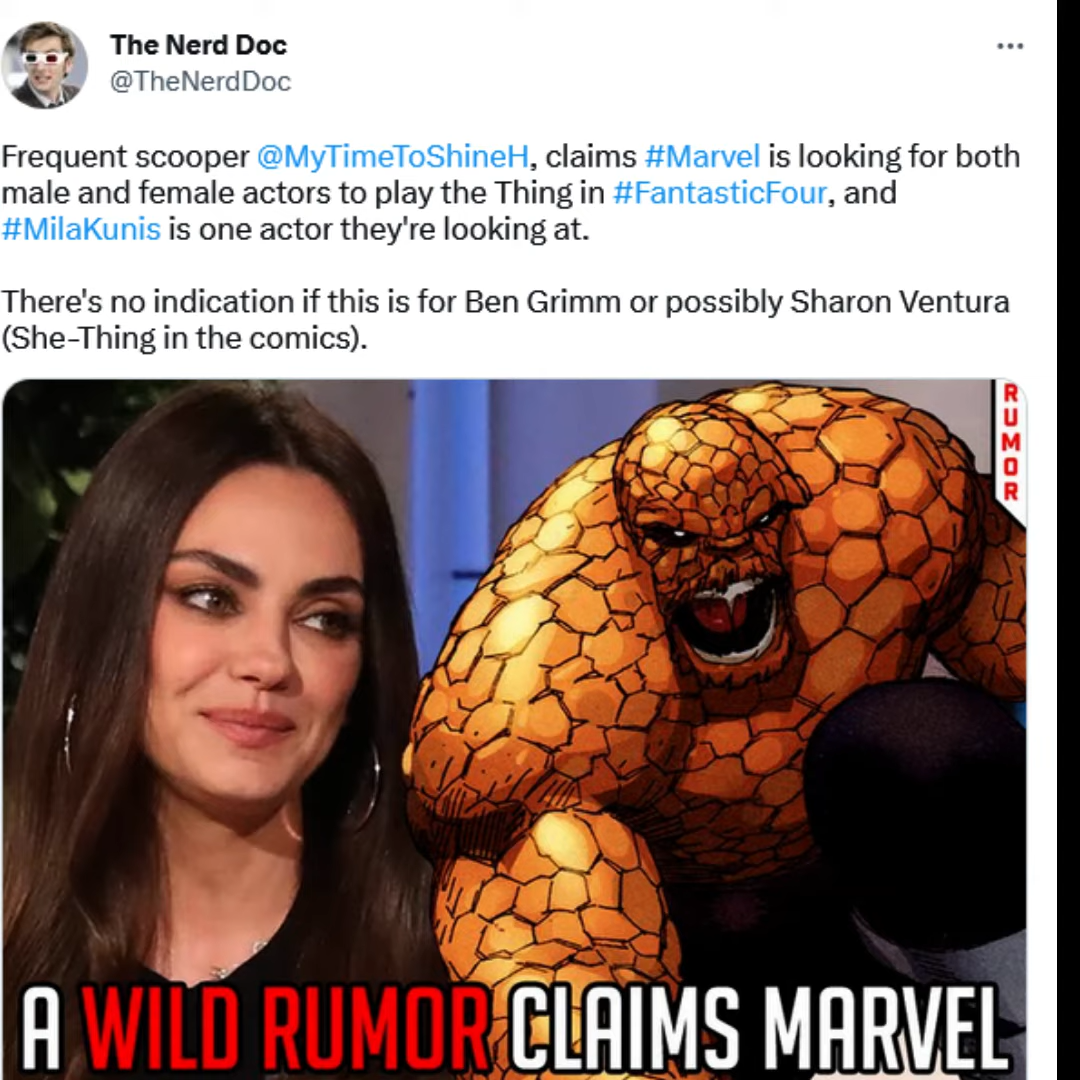 The Nerd Doc
@TheNerdDoc
Frequent scooper @MyTimeToShineH, claims #Marvel is looking for both
male and female actors to play the Thing in #FantasticFour, and
#MilaKunis is one actor they're looking at.
There's no indication if this is for Ben Grimm or possibly Sharon Ventura
(She-Thing in the comics).
RUMOR
A WILD RUMOR CLAIMS MARVEL